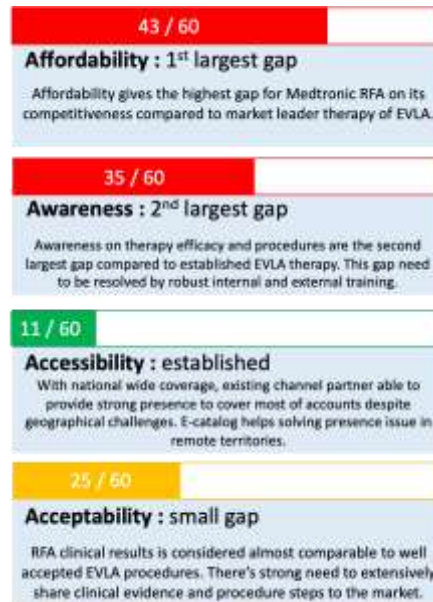 43 / 60
Affordability : 1st largest gap
Affordability gives the highest gap for Medtronic RFA on its
competitiveness compared to market leader therapy of EVLA.
35 / 60
Awareness : 2nd largest gap
Awareness on therapy efficacy and procedures are the second
largest gap compared to established EVLA therapy. This gap need
to be resolved by robust internal and external training.
11 / 60
Accessibility : established
With national wide coverage, existing channel partner able to
provide strong presence to cover most of accounts despite
geographical challenges. E-catalog helps solving presence issue in
remote territories.
25 / 60
Acceptability : small gap
RFA clinical results is considered almost comparable to well
accepted EVLA procedures. There's strong need to extensively
share clinical evidence and procedure steps to the market.